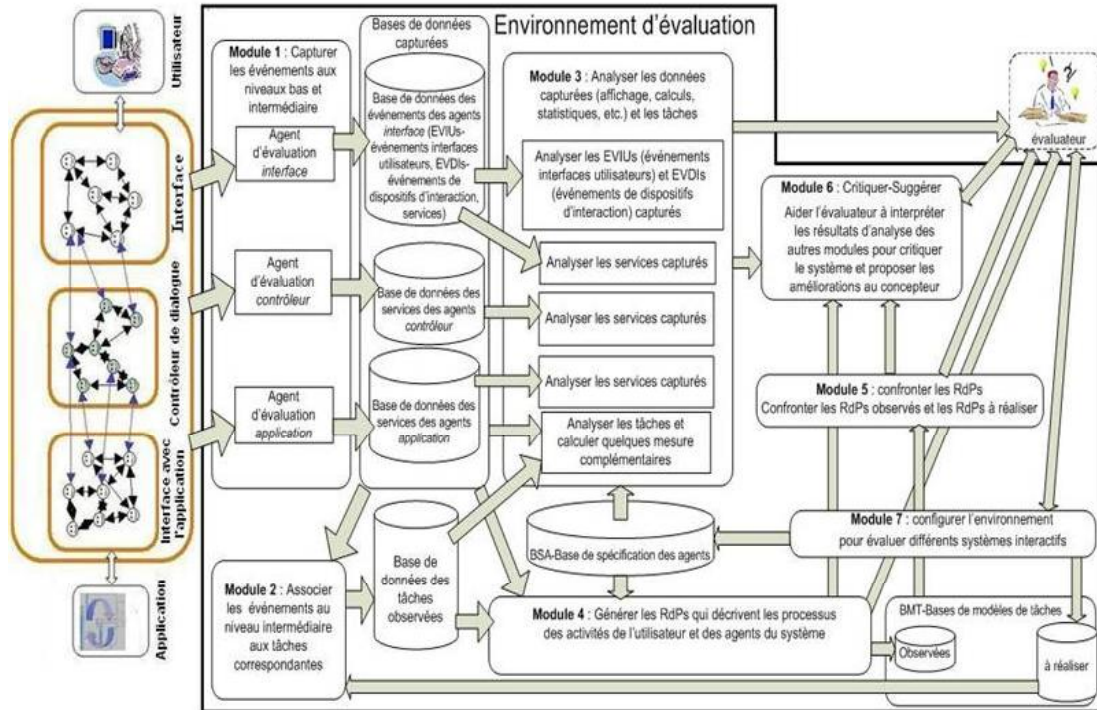 Environnement d'évaluation
Utilisateur
Interface
Contrôleur de dialogue
Interface avec
l'application
Application
Module 1 : Capturer
les événements aux
niveaux bas et
intermédiaire
Agent
d'évaluation
interface
Agent
d'évaluation
contrôleur
Agent
d'évaluation
application
Bases de données
capturées
Base de données des
événements des agents
interface (EVIUs-
événements interfaces
utilisateurs, EVDIs-
événements de
dispositifs d'interaction,
services)
Base de données des
services des agents
contrôleur
Base de données des
services des agents
application
Module 3 : Analyser les données
capturées (affichage, calculs,
statistiques, etc.) et les tâches
Analyser les EVIUs (événements
interfaces utilisateurs) et EVDIs
(événements de dispositifs
d'interaction) capturés
Analyser les services capturés
Analyser les services capturés
Analyser les services capturés
Analyser les tâches et
calculer quelques mesure
complémentaires
évaluateur
Module 6 : Critiquer-Suggérer
Aider l'évaluateur à interpréter
les résultats d'analyse des
autres modules pour critiquer
le système et proposer les
améliorations au concepteur
Module 5 : confronter les RdPs
Confronter les RdPs observés et les RdPs à réaliser
Module 7 : configurer l'environnement
pour évaluer différents systèmes interactifs
BSA-Base de spécification des agents
Module 2 : Associer
les événements au
niveau intermédiaire
aux tâches
correspondantes
Base de
données des
tâches
observées
Module 4 : Générer les RdPs qui décrivent les processus
des activités de l'utilisateur et des agents du système
BMT-Bases de modèles de tâches
Observées
à réaliser